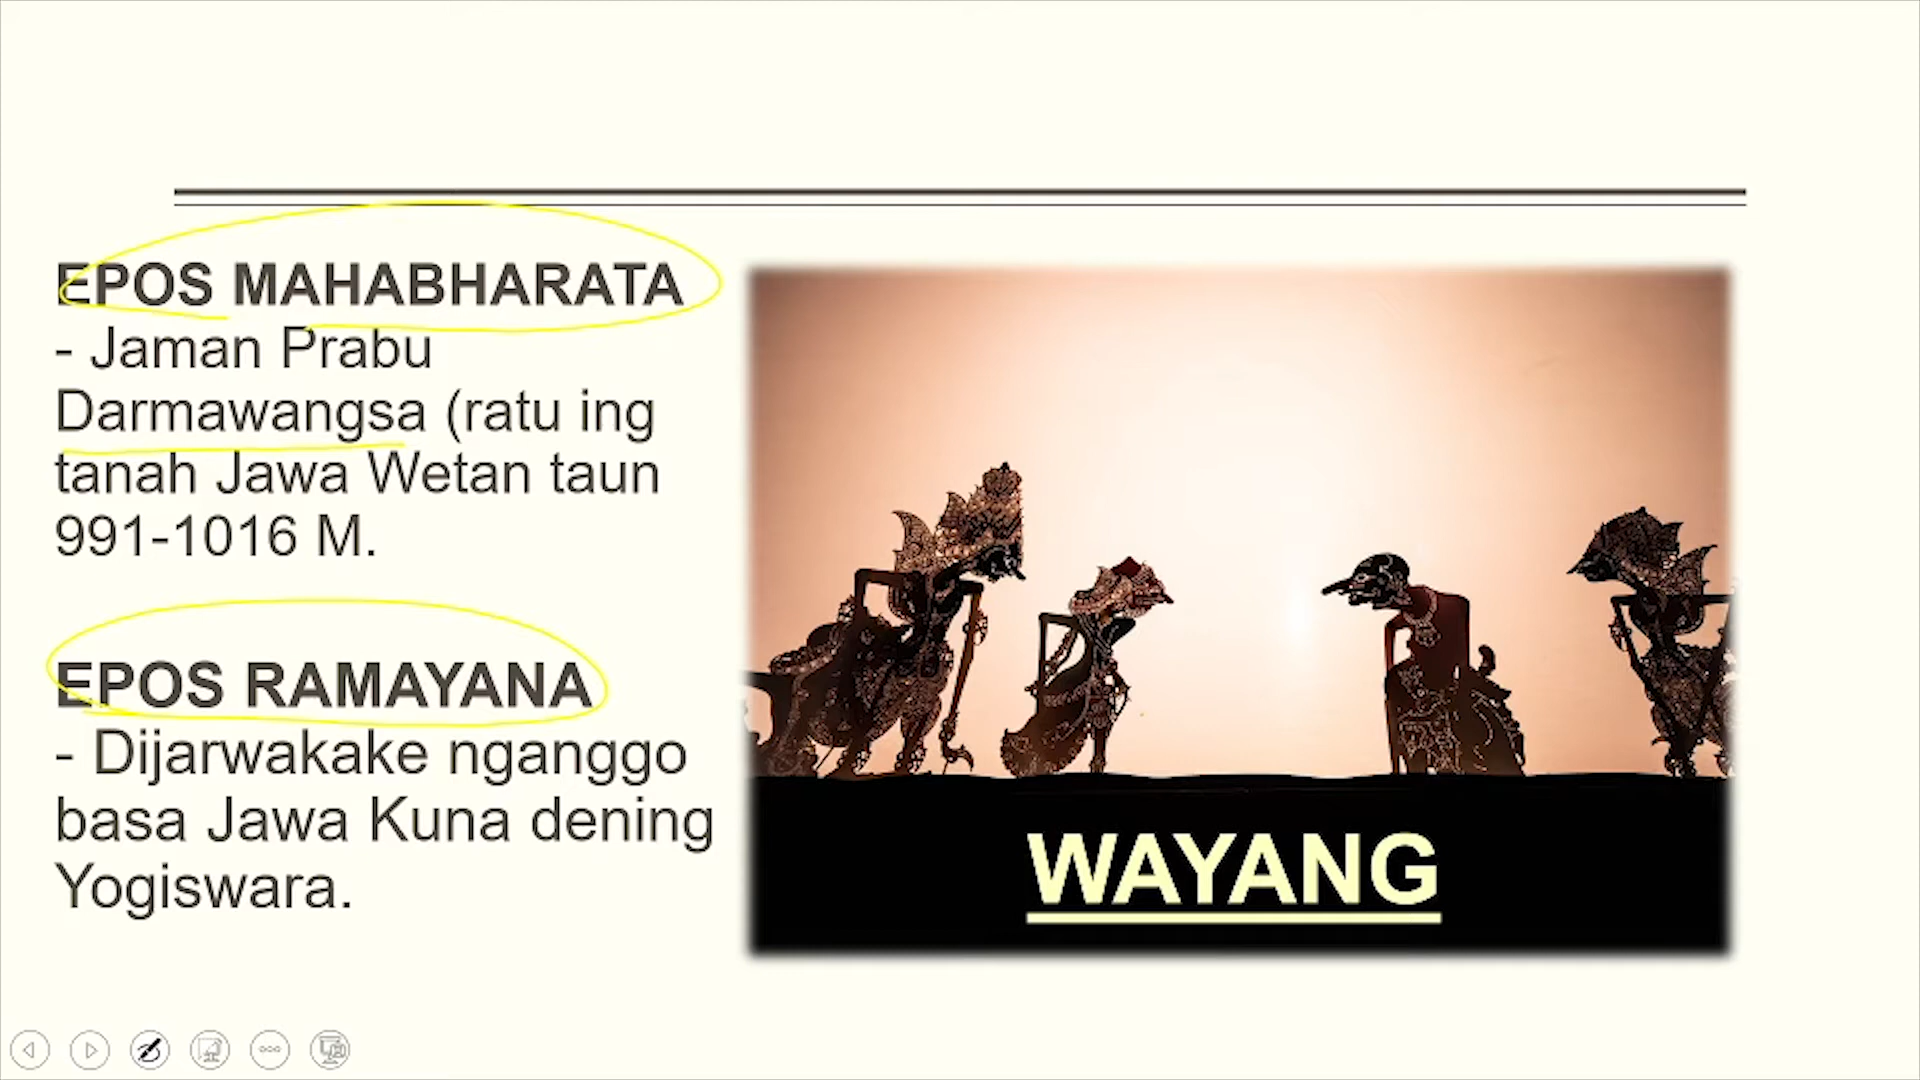 EPOS MAHABHARATA
- Jaman Prabu
Darmawangsa (ratu ing
tanah Jawa Wetan taun
991-1016 M.
EPOS RAMAYANA
- Dijarwakake nganggo
basa Jawa Kuna dening
Yogiswara.
WAYANG